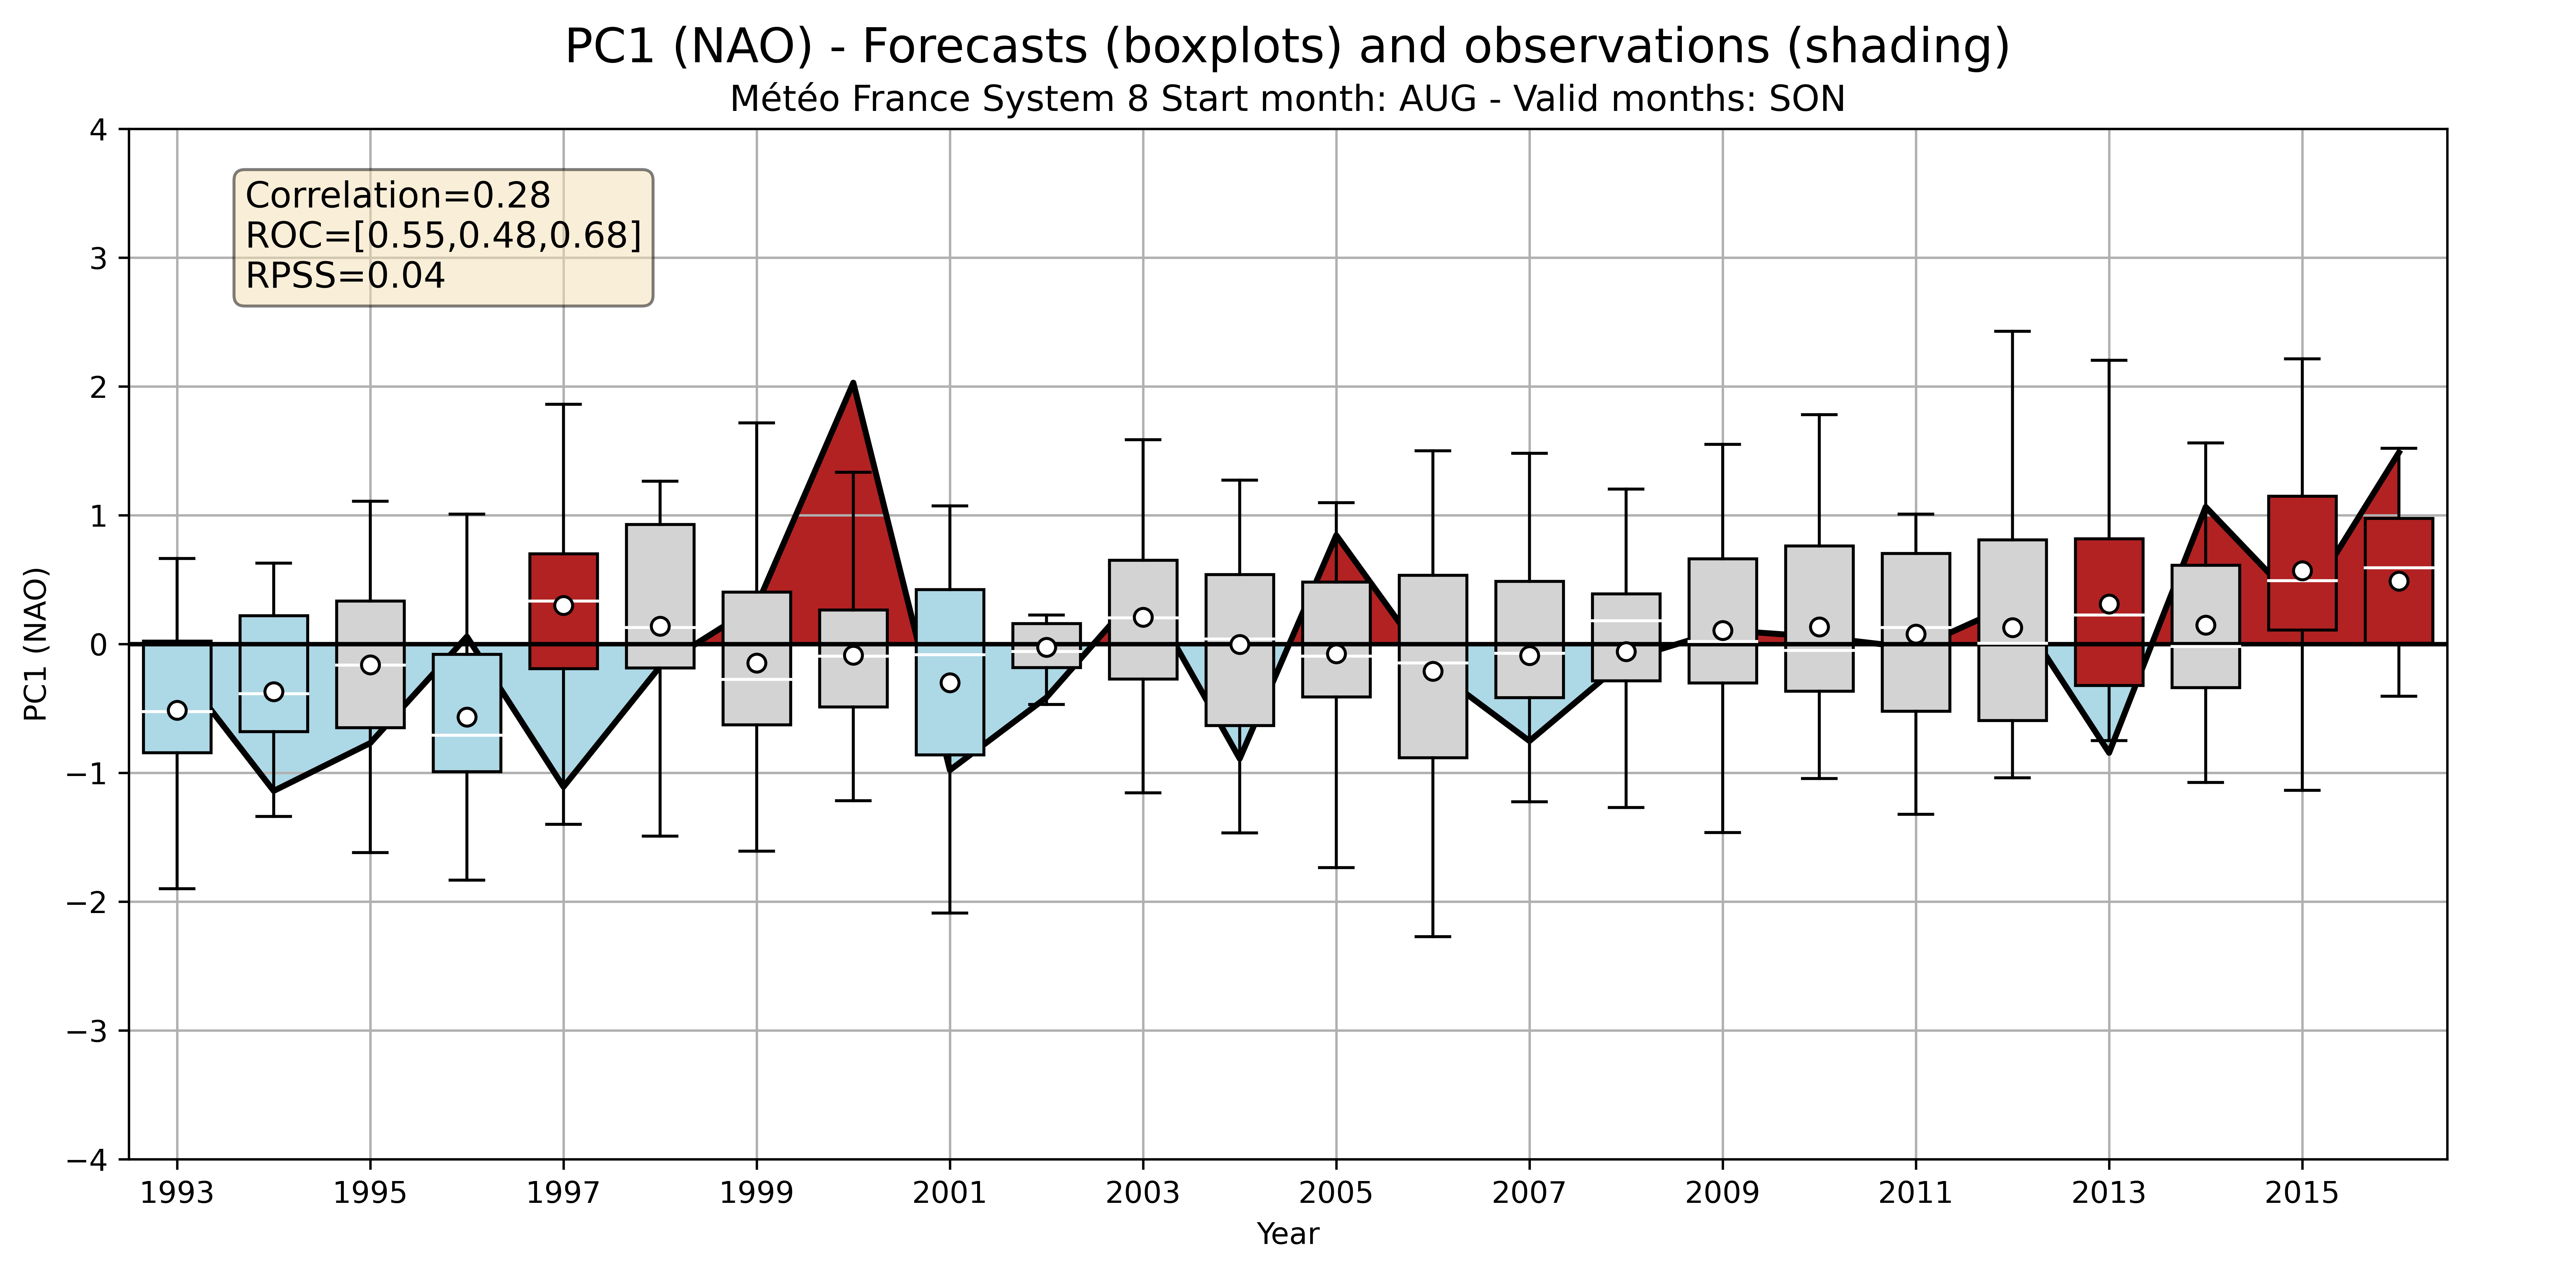 PC1 (NAO) - Forecasts (boxplots) and observations (shading)
Météo France System 8 Start month: AUG - Valid months: SON
Correlation=0.28
ROC=[0.55,0.48,0.68]
RPSS=0.04
PC1 (NAO)
4
3
2
1
0
−1
−2
−3
−4
1993 1995 1997 1999 2001 2003 2005 2007 2009 2011 2013 2015
Year